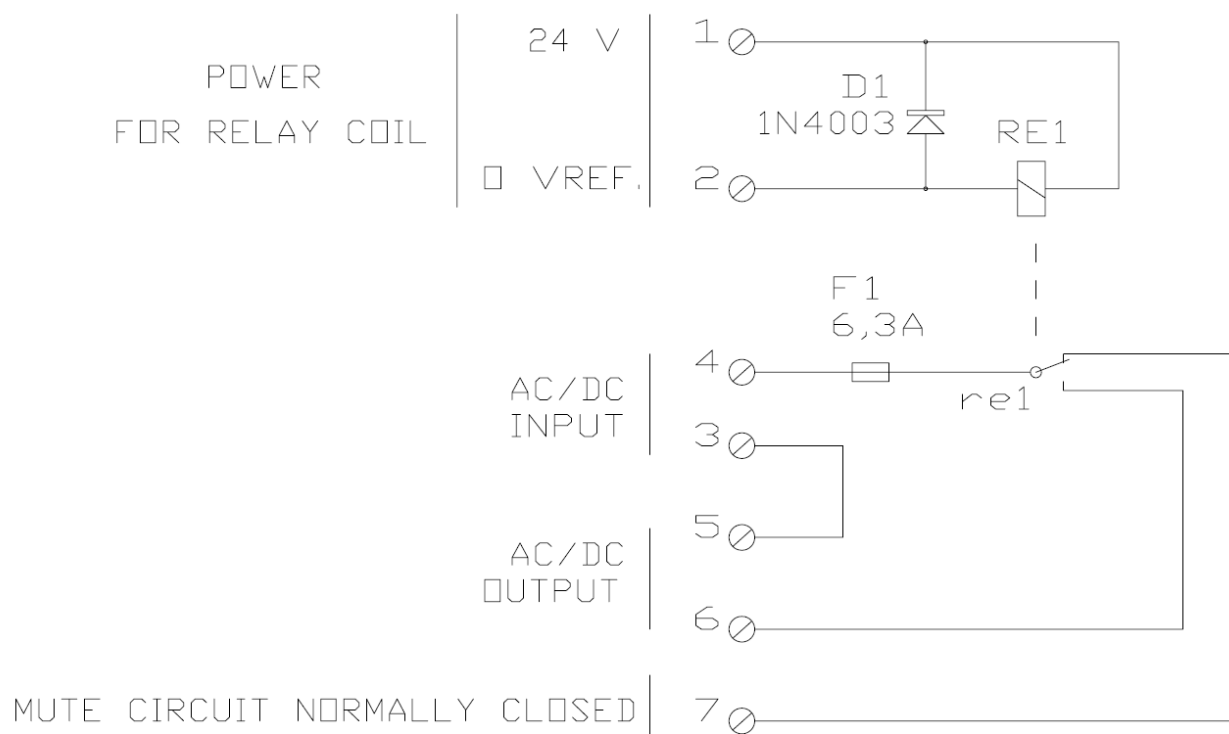 24 V
POWER
FOR RELAY COIL
0 VREF.
1
D1
1N4003
RE1
2
F1
6,3A
4
AC/DC
INPUT
re1
3
5
AC/DC
OUTPUT
6
MUTE CIRCUIT NORMALLY CLOSED
7